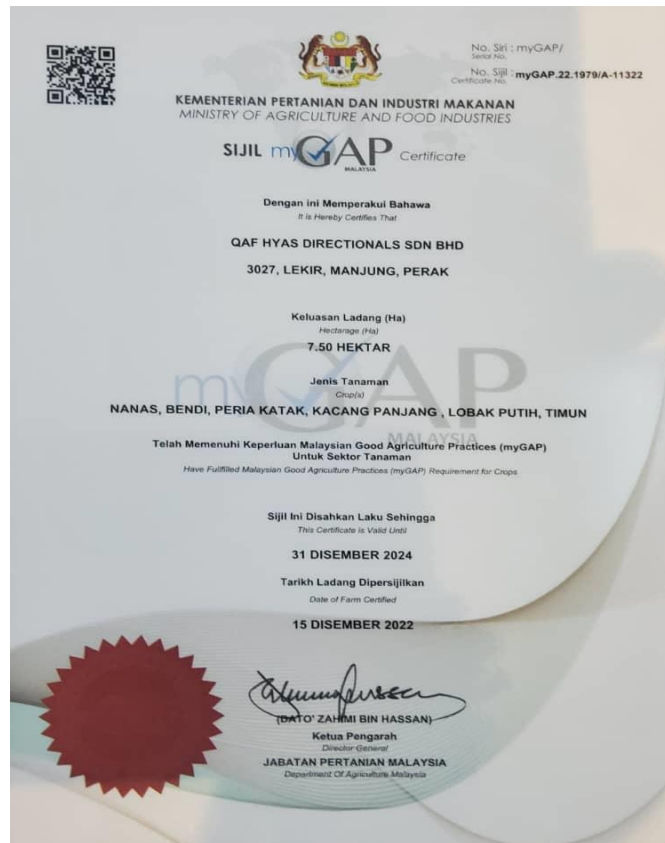 No. Siri : myGAP/
Serial No.
No. Sijil : myGAP.22.1979/A-11322
Certificate No.
KEMENTERIAN PERTANIAN DAN INDUSTRI MAKANAN
MINISTRY OF AGRICULTURE AND FOOD INDUSTRIES
SIJIL myGAP Certificate
MALAYSIA
Dengan ini Memperakui Bahawa
It is Hereby Certifies That
QAF HYAS DIRECTIONALS SDN BHD
3027, LEKIR, MANJUNG, PERAK
Keluasan Ladang (Ha)
Hectarage (Ha)
7.50 HEKTAR
myGAP
MALAYSIA
Jenis Tanaman
Crop(s)
NANAS, BENDI, PERIA KATAK, KACANG PANJANG , LOBAK PUTIH, TIMUN
Telah Memenuhi Keperluan Malaysian Good Agriculture Practices (myGAP)
Untuk Sektor Tanaman
Have Fullfilled Malaysian Good Agriculture Practices (myGAP) Requirement for Crops
Sijil Ini Disahkan Laku Sehingga
This Certificate is Valid Until
31 DISEMBER 2024
Tarikh Ladang Dipersijilkan
Date of Farm Certified
15 DISEMBER 2022
(DATO' ZAHIMI BIN HASSAN)
Ketua Pengarah
Director General
JABATAN PERTANIAN MALAYSIA
Department Of Agriculture Malaysia